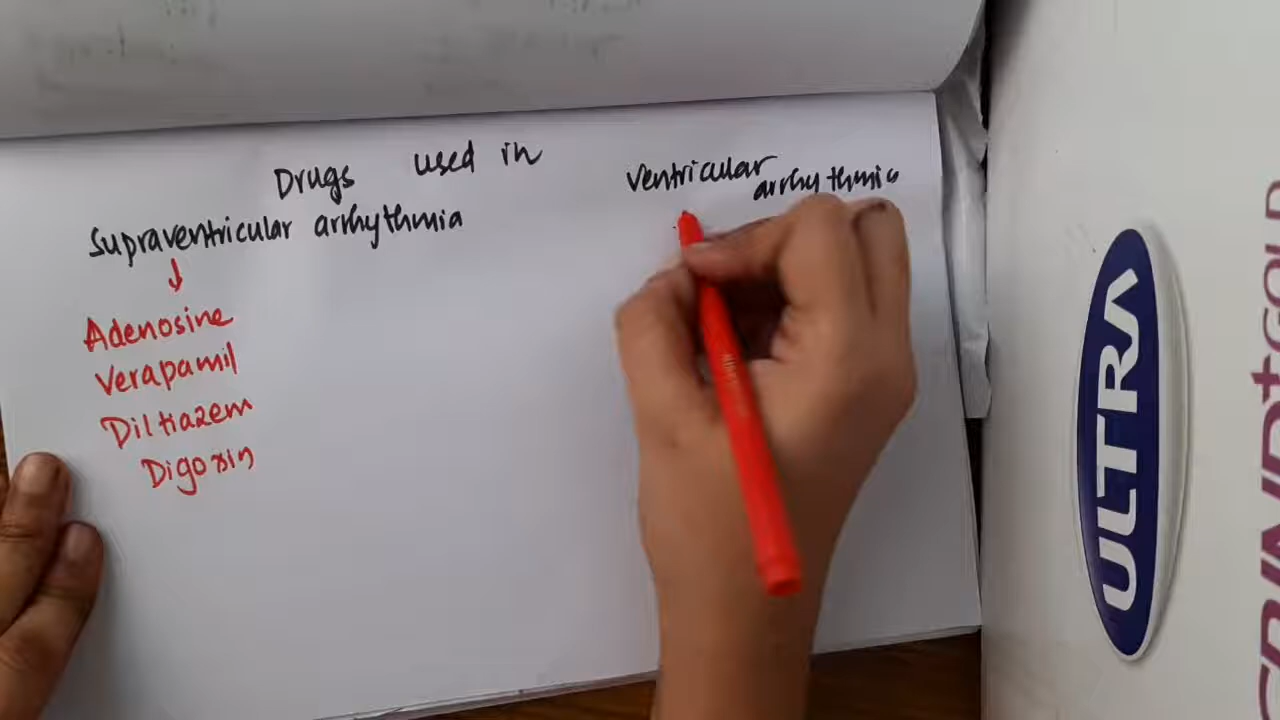 Drugs used in
Supraventricular arrhythmia
Adenosine
Verapamil
Diltiazem
Digoxin
ventricular
arrhythmia
ULTRA